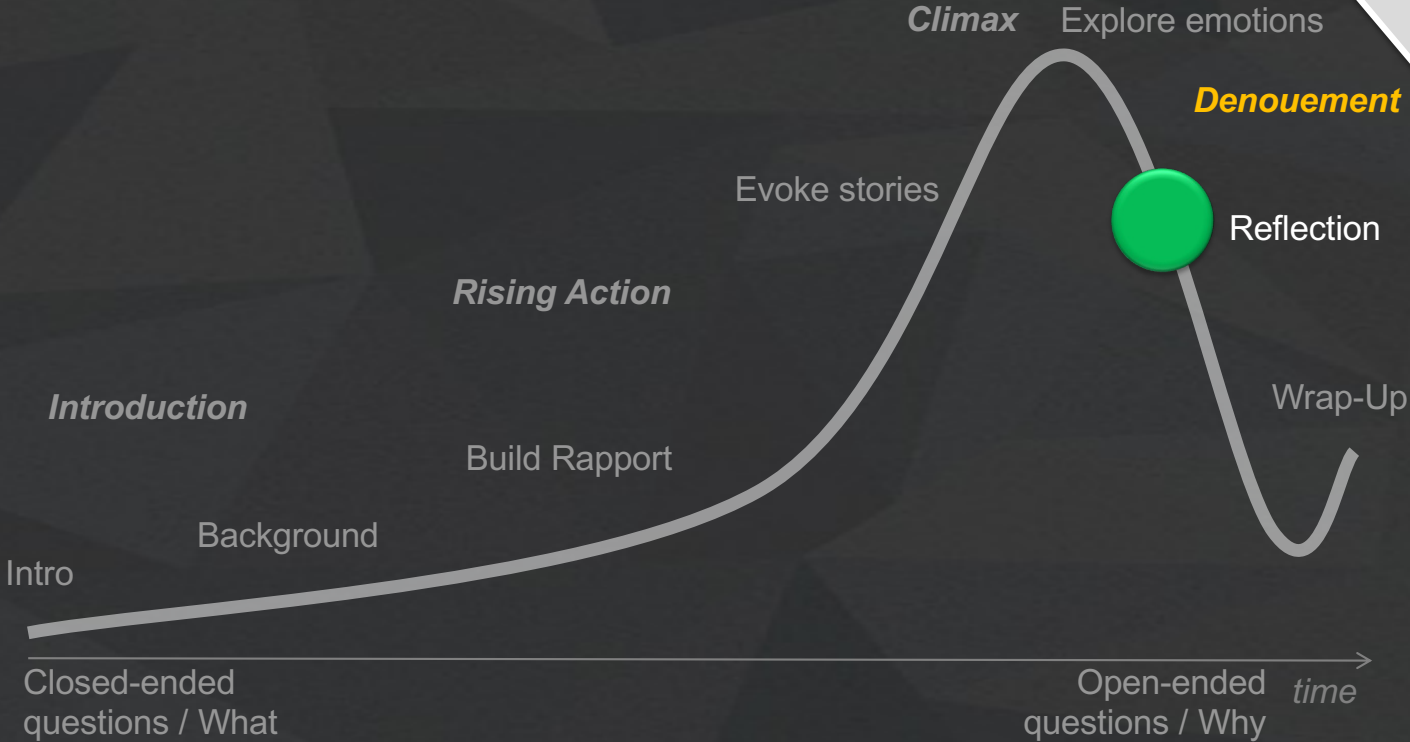 Climax
Explore emotions
Denouement
Evoke stories
Reflection
Rising Action
Introduction
Wrap-Up
Build Rapport
Background
Intro
Closed-ended
questions / What
Open-ended
questions / Why
time